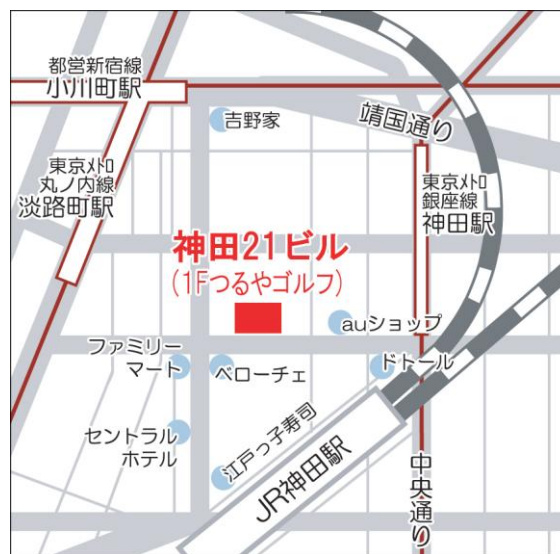 都営新宿線
小川町駅
吉野家
靖国通り
東京メトロ
丸ノ内線
淡路町駅
東京メトロ
銀座線
神田駅
神田21ビル
(1Fつるやゴルフ)
auショップ
ファミリー
マート
ベローチェ
ドトール
セントラル
ホテル
江戸っ子寿司
JR神田駅
中央通り